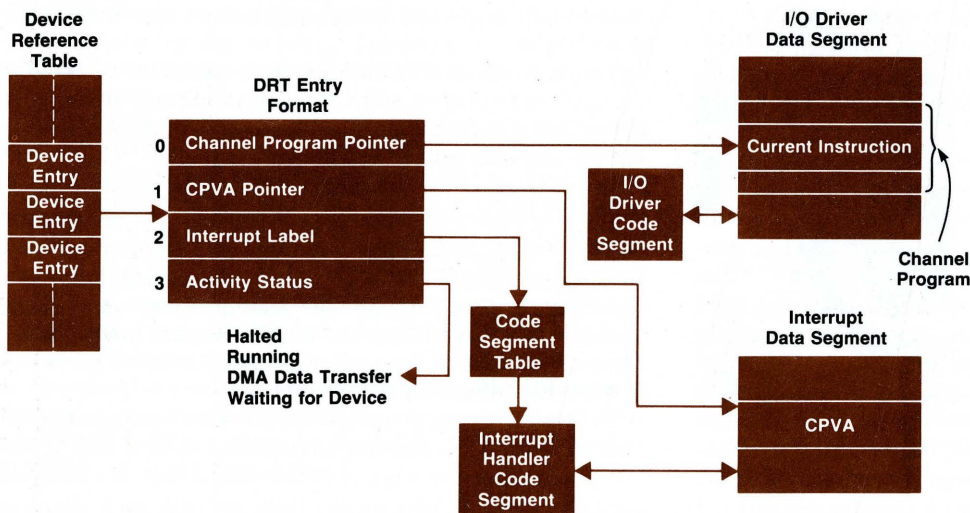 Device
Reference
Table
Device
Entry
Device
Entry
Device
Entry
DRT Entry
Format
0
Channel Program Pointer
1
CPVA Pointer
2
Interrupt Label
3
Activity Status
Halted
Running
DMA Data Transfer
Waiting for Device
Code
Segment
Table
Interrupt
Handler
Code
Segment
I/O
Driver
Code
Segment
I/O Driver
Data Segment
Current Instruction
Channel
Program
Interrupt
Data Segment
CPVA